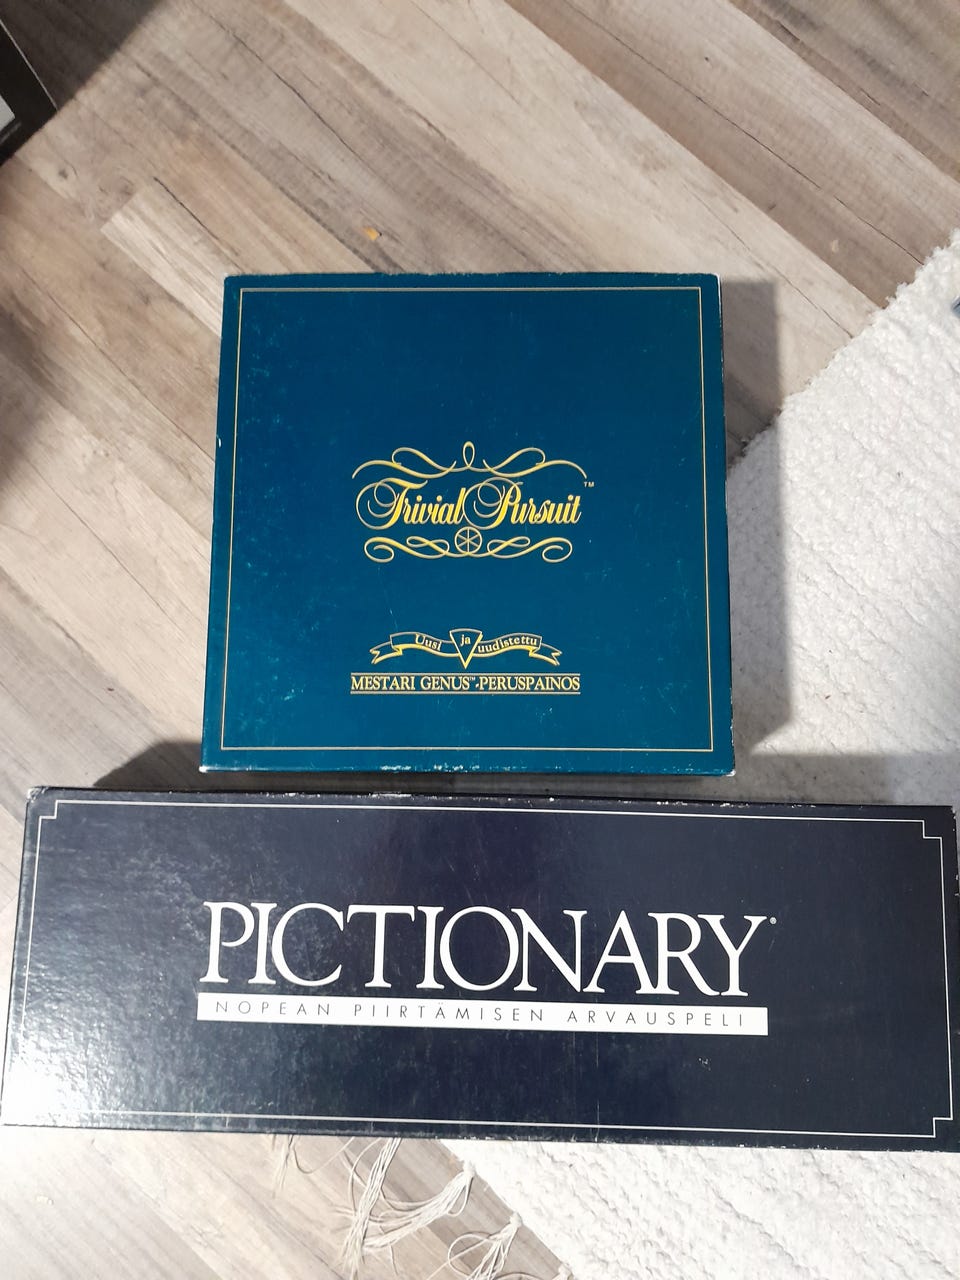 Trivial Pursuit™
Uusi ja uudistettu
MESTARI GENUS™-PERUSPAINOS
PICTIONARY®
NOPEAN PIIRTÄMISEN ARVAUSPELI